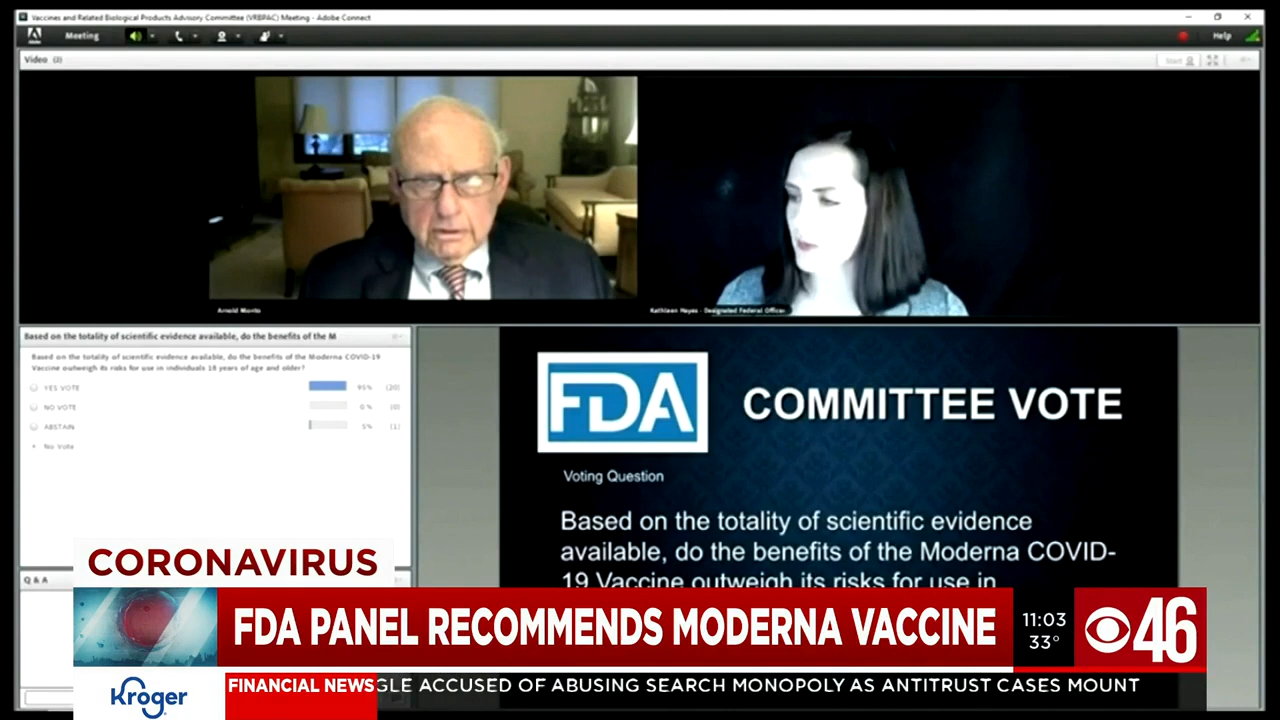 Vaccines and Related Biological Products Advisory Committee (VRBPAC) Meeting - Adobe Connect
Meeting
Help
Video (2)
Start
Arnold Monto
Kathleen Hayes - Designated Federal Officer
Based on the totality of scientific evidence available, do the benefits of the M
Based on the totality of scientific evidence available, do the benefits of the Moderna COVID-19
Vaccine outweigh its risks for use in individuals 18 years of age and older?
YES VOTE 95% (20)
NO VOTE 0% (0)
ABSTAIN 5% (1)
No Vote
FDA
COMMITTEE VOTE
Voting Question
Based on the totality of scientific evidence
available, do the benefits of the Moderna COVID-
19 Vaccine outweigh its risks for use in
Q & A
CORONAVIRUS
FDA PANEL RECOMMENDS MODERNA VACCINE
11:03
33°
46
Kroger
FINANCIAL NEWS
GLE ACCUSED OF ABUSING SEARCH MONOPOLY AS ANTITRUST CASES MOUNT